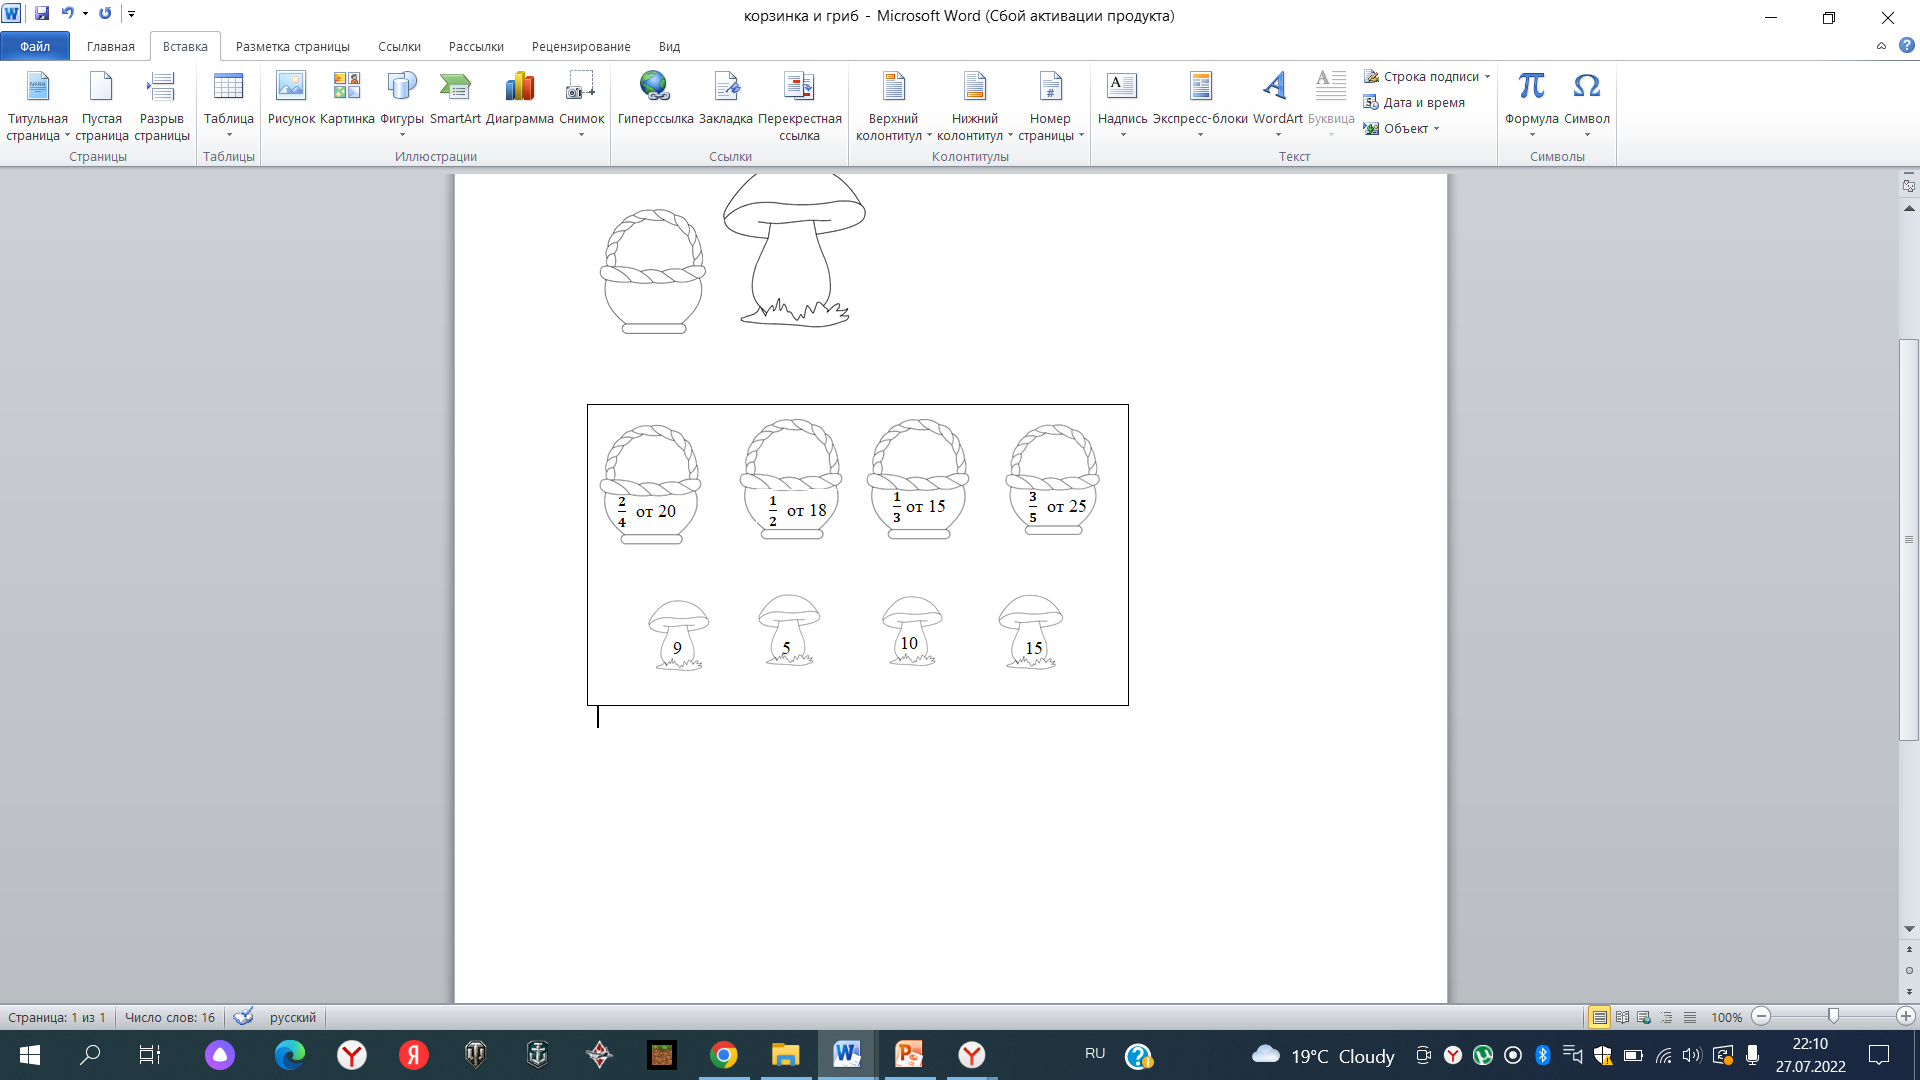 корзинка и гриб - Microsoft Word (Сбой активации продукта)
Файл Главная Вставка Разметка страницы Ссылки Рассылки Рецензирование Вид
Титульная страница
Пустая страница
Разрыв страницы
Таблица
Рисунок
Картинка
Фигуры
SmartArt
Диаграмма
Снимок
Гиперссылка
Закладка
Перекрестная ссылка
Верхний колонтитул
Нижний колонтитул
Номер страницы
Надпись
Экспресс-блоки
WordArt
Буквица
Строка подписи
Дата и время
Объект
Формула
Символ
Страницы Таблицы Иллюстрации Ссылки Колонтитулы Текст Символы
2/4 от 20
1/2 от 18
1/3 от 15
3/5 от 25
9 5 10 15
Страница: 1 из 1 Число слов: 16 русский 100%
RU 19°C Cloudy 22:10
27.07.2022